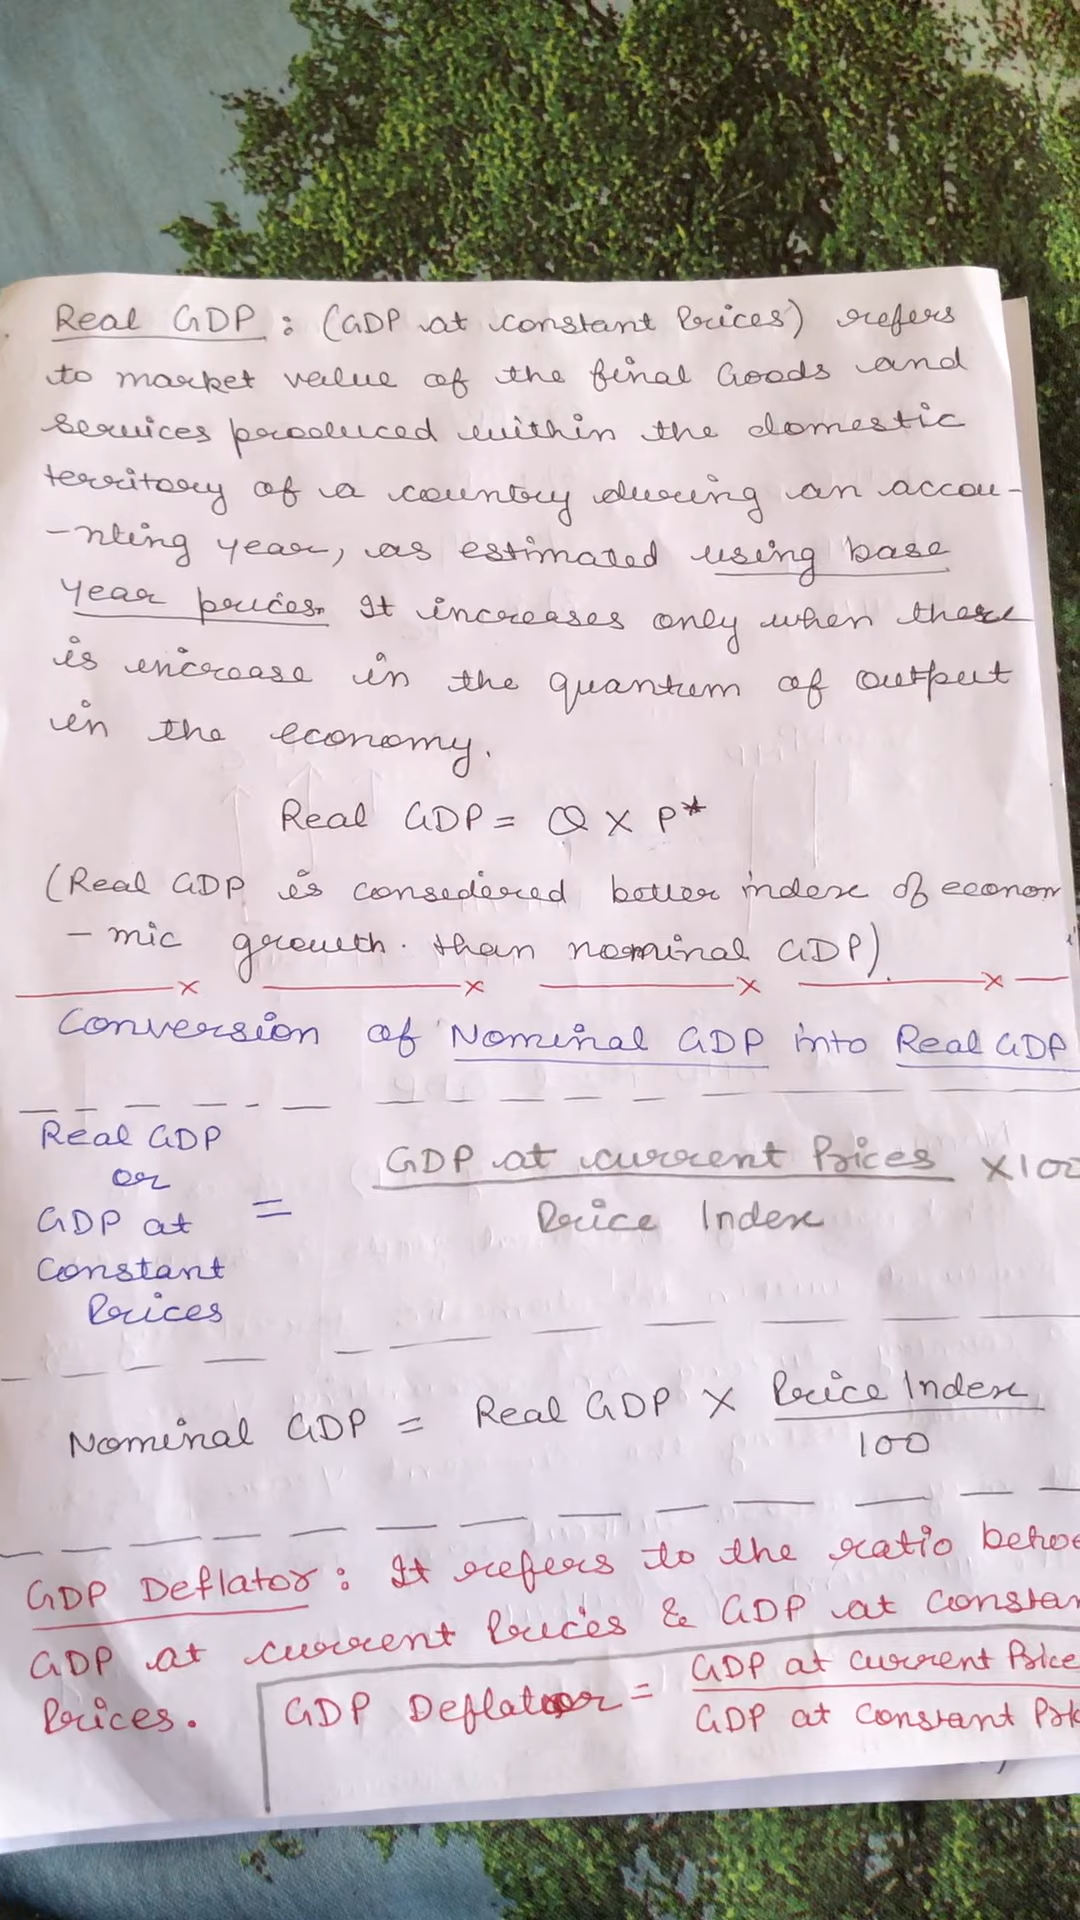 Real GDP : (GDP at constant Prices) refers
to market value of the final Goods and
services produced within the domestic
territory of a country during an accou-
-nting year, as estimated using base
year prices. It increases only when there
is increase in the quantum of output
in the economy.
Real GDP = Q X P*
(Real GDP is considered better index of econom
- mic growth. than nominal GDP).
Conversion of Nominal GDP into Real GDP
Real GDP
or
GDP at
Constant
Prices
=
GDP at current Prices X100
Price Index
Nominal GDP = Real GDP X Price Index
100
GDP Deflator : It refers to the ratio betwe
GDP at current Prices & GDP at constan
Prices.
GDP Deflator = GDP at current Price
GDP at constant Pric